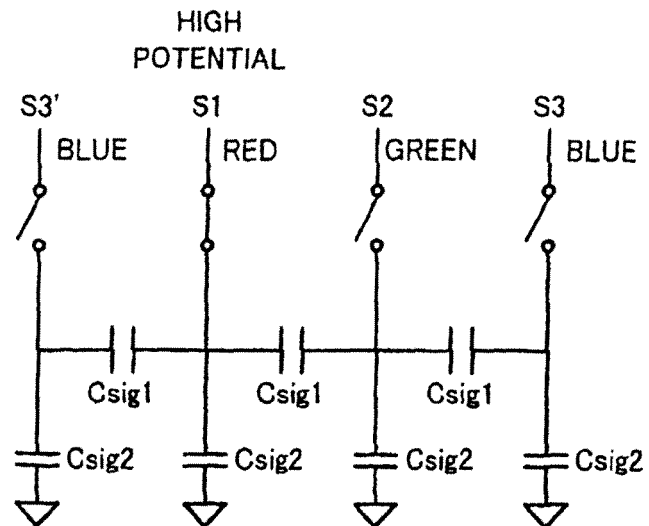 HIGH
POTENTIAL
S3' S1 S2 S3
BLUE RED GREEN BLUE
Csig1 Csig1 Csig1
Csig2 Csig2 Csig2 Csig2